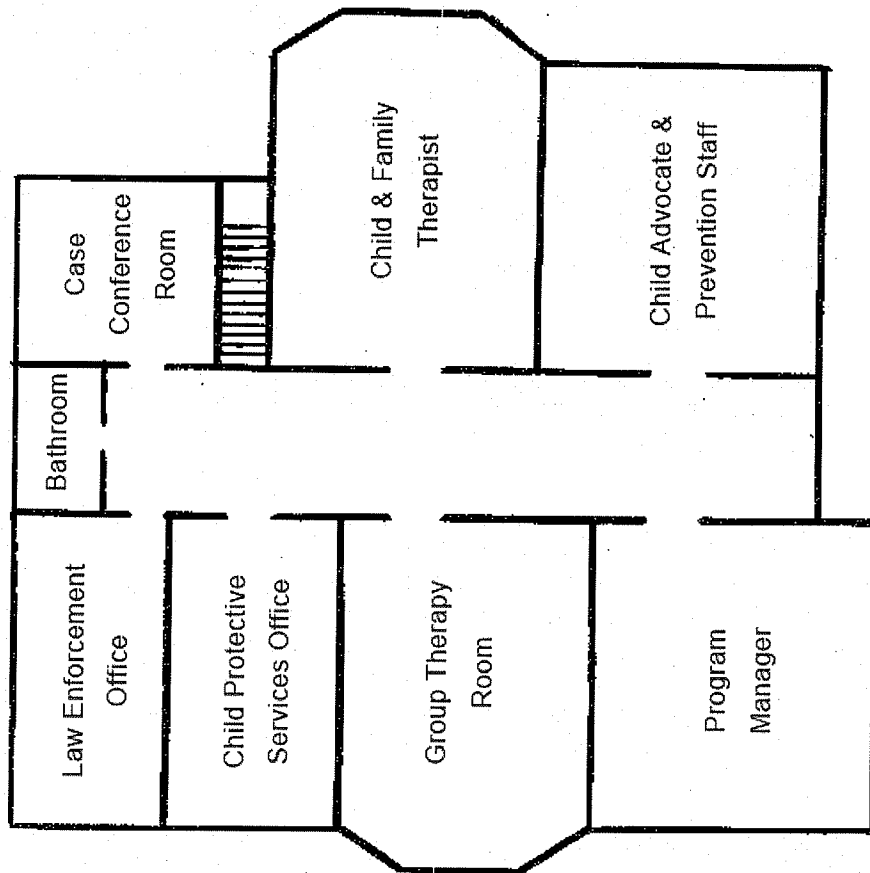 Law Enforcement
Office
Bathroom
Case
Conference
Room
Child Protective
Services Office
Group Therapy
Room
Child & Family
Therapist
Program
Manager
Child Advocate &
Prevention Staff